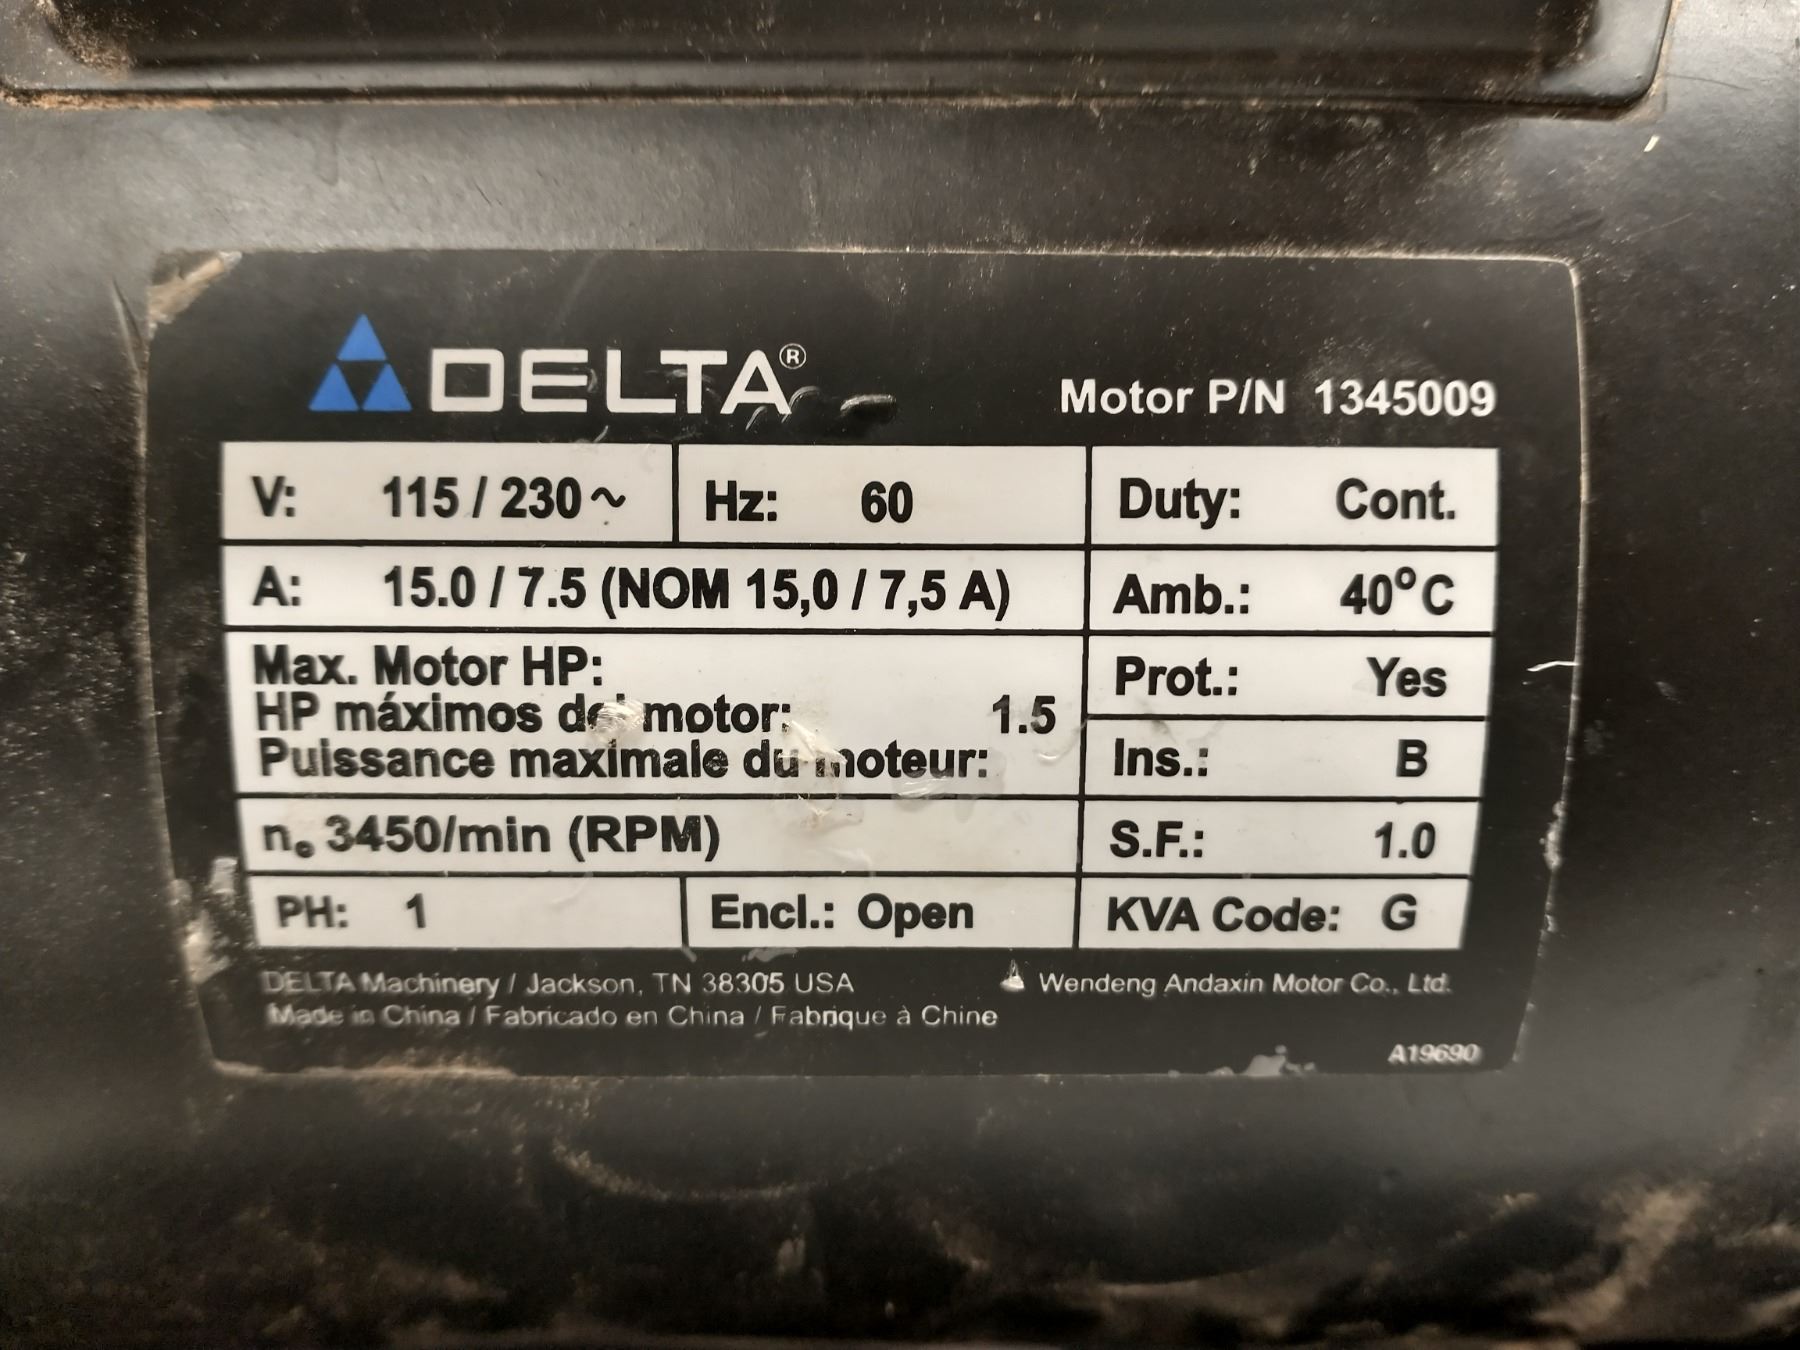 DELTA®
Motor P/N 1345009
V: 115 / 230 ~ Hz: 60 Duty: Cont.
A: 15.0 / 7.5 (NOM 15,0 / 7,5 A) Amb.: 40°C
Max. Motor HP:
HP máximos del motor: 1.5
Puissance maximale du moteur:
Prot.: Yes
Ins.: B
nₒ 3450/min (RPM) S.F.: 1.0
PH: 1 Encl.: Open KVA Code: G
DELTA Machinery / Jackson, TN 38305 USA Wendeng Andaxin Motor Co., Ltd.
Made in China / Fabricado en China / Fabrique à Chine
A19690